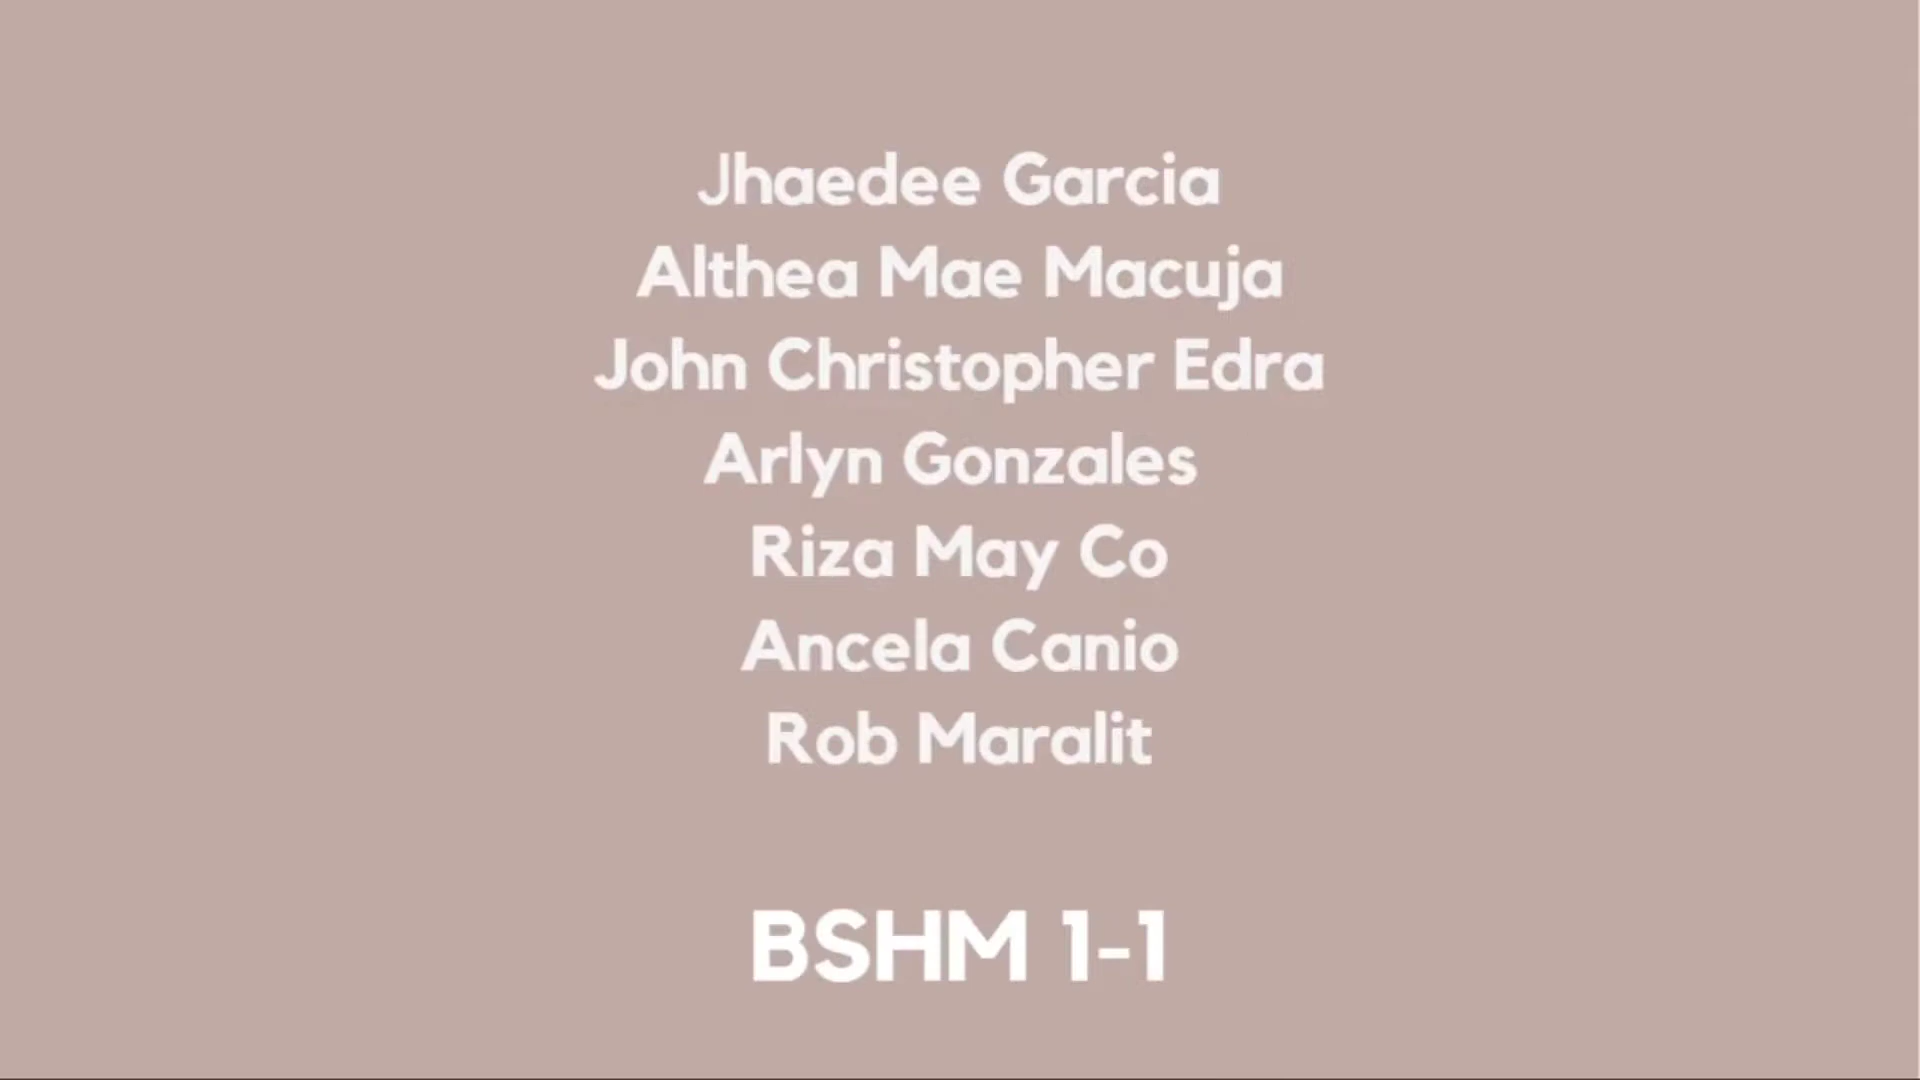 Jhaedee Garcia
Althea Mae Macuja
John Christopher Edra
Arlyn Gonzales
Riza May Co
Ancela Canio
Rob Maralit
BSHM 1-1